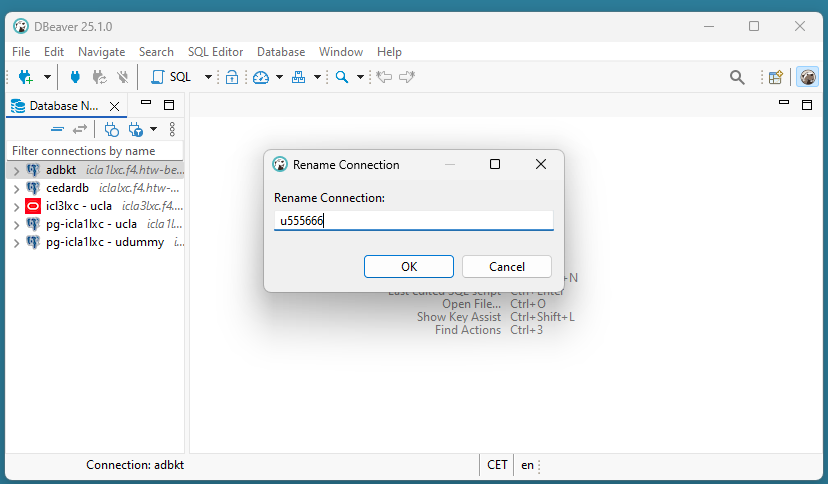 DBeaver 25.1.0
File Edit Navigate Search SQL Editor Database Window Help
SQL
Database N...
Filter connections by name
adbkt icla1lxc.f4.htw-be...
cedardb iclalxc.f4.htw-...
icl3lxc - ucla icla3lxc.f4...
pg-icla1lxc - ucla icla1l...
pg-icla1lxc - udummy i...
Rename Connection
Rename Connection:
u555666
OK Cancel
+N
Last edited SQL script Ctrl+Enter
Open File... Ctrl+O
Show Key Assist Ctrl+Shift+L
Find Actions Ctrl+3
Connection: adbkt CET en